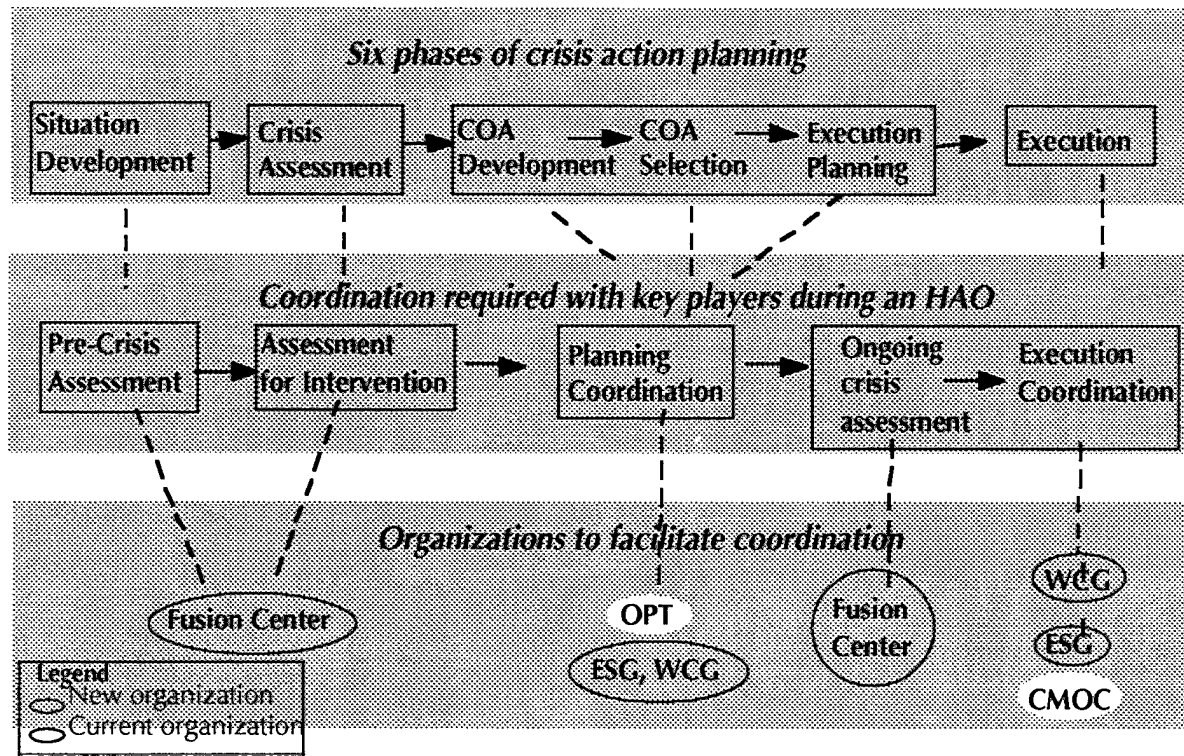 Six phases of crisis action planning
Situation
Development
Crisis
Assessment
COA
Development
COA
Selection
Execution
Planning
Execution
Coordination required with key players during an HAO
Pre-Crisis
Assessment
Assessment
for Intervention
Planning
Coordination
Ongoing
crisis
assessment
Execution
Coordination
Organizations to facilitate coordination
Fusion Center
OPT
ESG, WCG
Fusion
Center
WCG
ESG
CMOC
Legend
New organization
Current organization